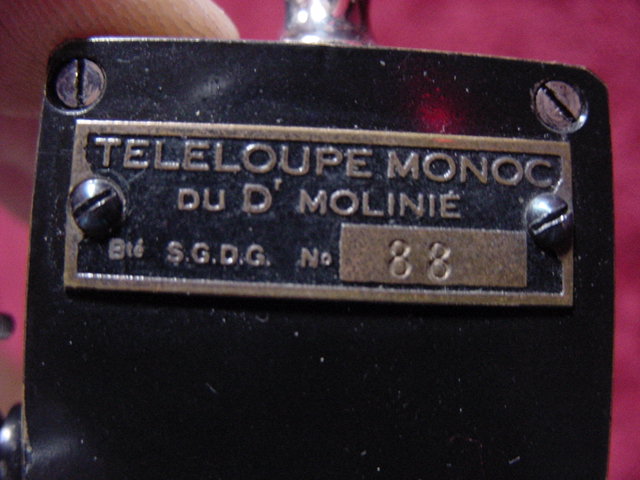 TELELOUPE MONOC
DU Dr MOLINIÉ
Bté S.G.D.G. No 88